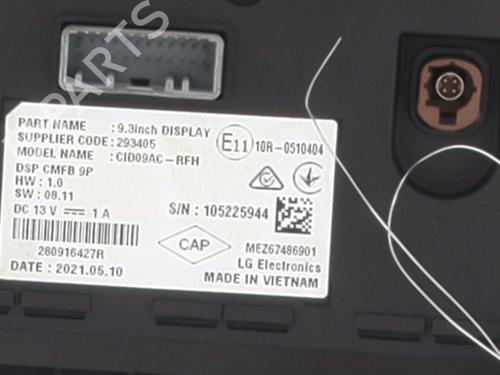 PARTS
PART NAME : 9.3inch DISPLAY
SUPPLIER CODE : 293405
MODEL NAME : CID09AC-RFH
DSP CMFB 9P
HW : 1.0
SW : 08.11
DC 13 V 1 A
E11 10R-0510404
S/N : 105225944
280916427R
DATE : 2021.05.10
CAP
MEZ67486901
LG Electronics
MADE IN VIETNAM